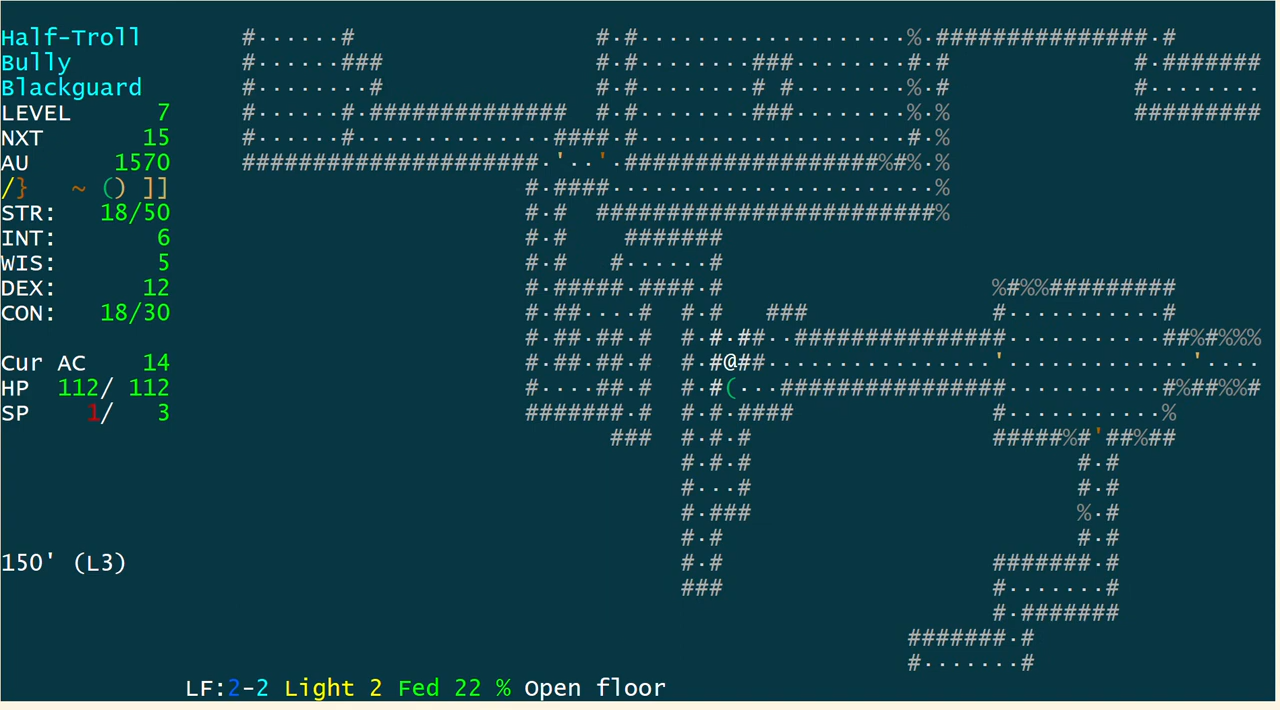 Half-Troll       #......#                 #.#...................%.###############.#
Bully            #......###               #.#........###........#.#             #.#######
Blackguard       #........#               #.#........# #........%.#             #........
LEVEL      7     #......#.##############  #.#........###........%.%             #########
NXT       15     #......#..............####.#...................#.%
AU      1570     #####################.'..'.##################%#%.%
/}   ~ () ]]                         #.####.......................%
STR:   18/50                         #.#  ########################%
INT:       6                         #.#    #######
WIS:       5                         #.#   #......#
DEX:      12                         #.#####.####.#                   %#%%#########
CON:   18/30                         #.##....#  #.#   ###             #...........#
                                     #.##.##.#  #.#.##..###############...........##%#%%%
Cur AC    14                         #.##.##.#  #.#@##................'.............'....
HP  112/ 112                         #....##.#  #.#(...################...........#%##%%#
SP    1/   3                         #######.#  #.#.####              #...........%
                                           ###  #.#.#                 #####%#'##%##
                                                #.#.#                       #.#
                                                #...#                       #.#
                                                #.###                       %.#
                                                #.#                         #.#
150' (L3)                                       #.#                   #######.#
                                                ###                   #.......#
                                                                      #.#######
                                                                #######.#
                                                                #.......#
             LF:2-2 Light 2 Fed 22 % Open floor